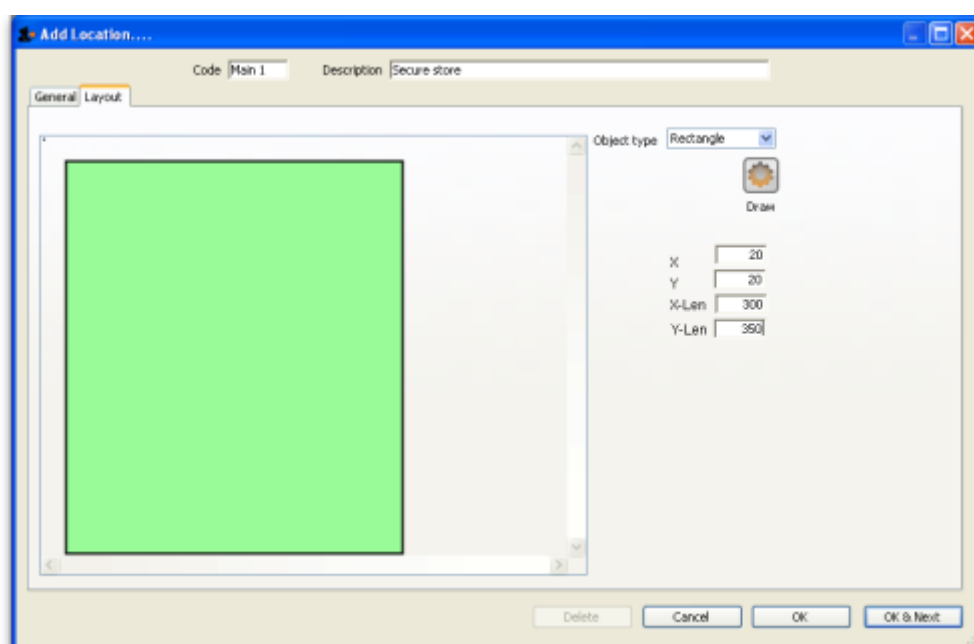 Add Location....
Code Main 1 Description Secure store
General Layout
Object type Rectangle
Draw
X 20
Y 20
X-Len 300
Y-Len 350
Delete Cancel OK OK & Next